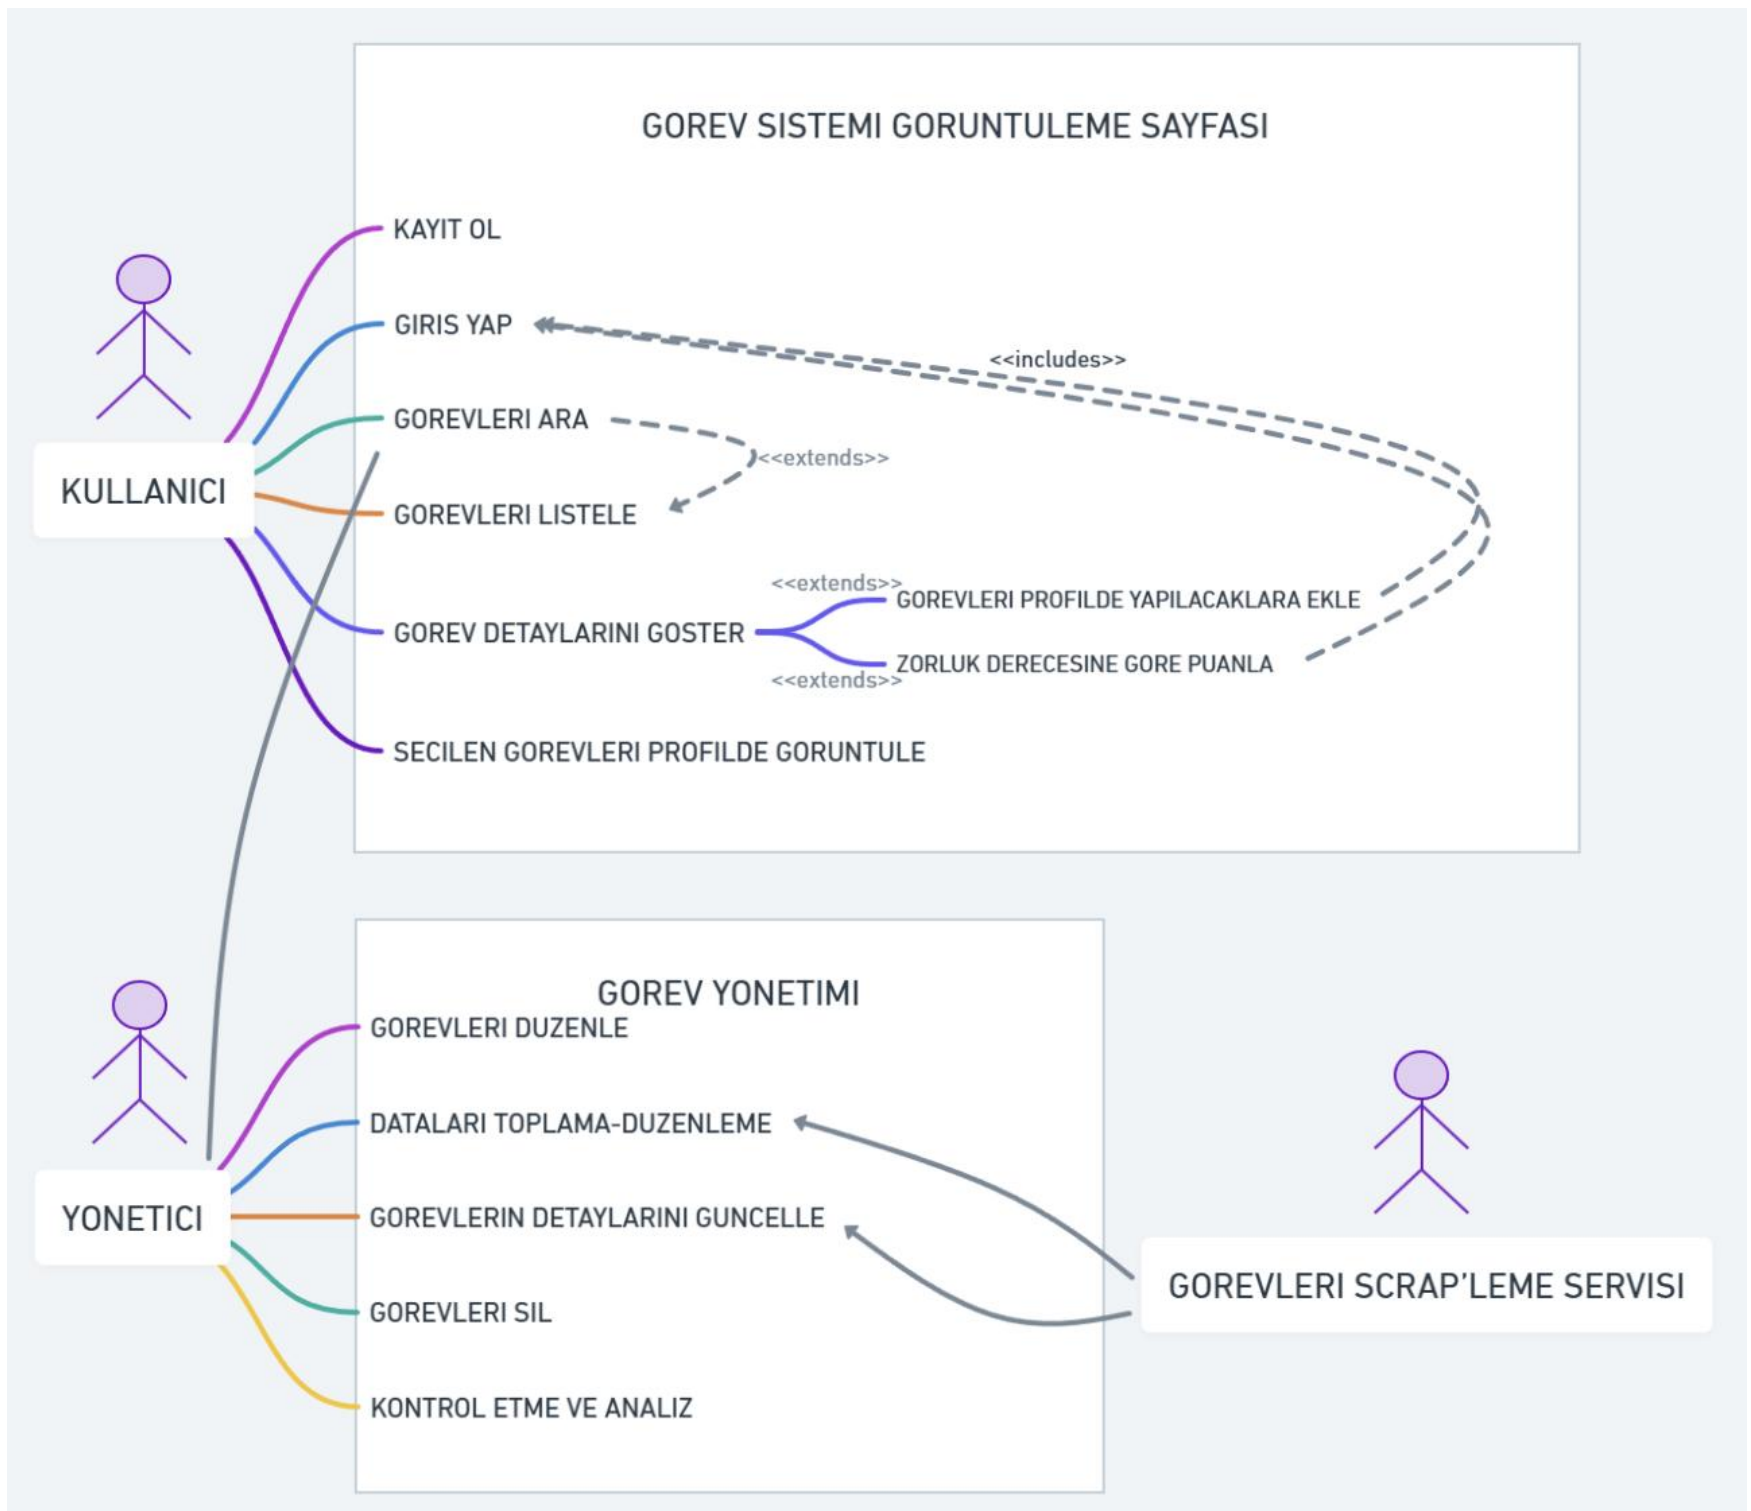 GOREV SISTEMI GORUNTULEME SAYFASI
KAYIT OL
GIRIS YAP
<<includes>>
GOREVLERI ARA
<<extends>>
KULLANICI
GOREVLERI LISTELE
<<extends>>
GOREVLERI PROFILDE YAPILACAKLARA EKLE
GOREV DETAYLARINI GOSTER
ZORLUK DERECESINE GORE PUANLA
<<extends>>
SECILEN GOREVLERI PROFILDE GORUNTULE
GOREV YONETIMI
GOREVLERI DUZENLE
DATALARI TOPLAMA-DUZENLEME
YONETICI
GOREVLERIN DETAYLARINI GUNCELLE
GOREVLERI SCRAP’LEME SERVISI
GOREVLERI SIL
KONTROL ETME VE ANALIZ